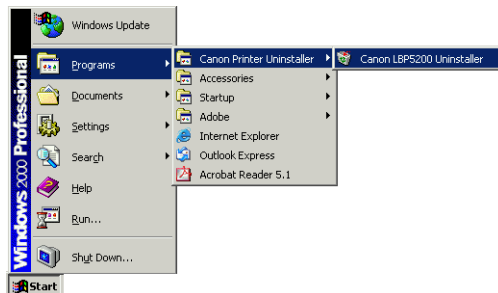 Windows 2000 Professional
Windows Update
Programs
Documents
Settings
Search
Help
Run...
Shut Down...
Start
Canon Printer Uninstaller
Accessories
Startup
Adobe
Internet Explorer
Outlook Express
Acrobat Reader 5.1
Canon LBP5200 Uninstaller